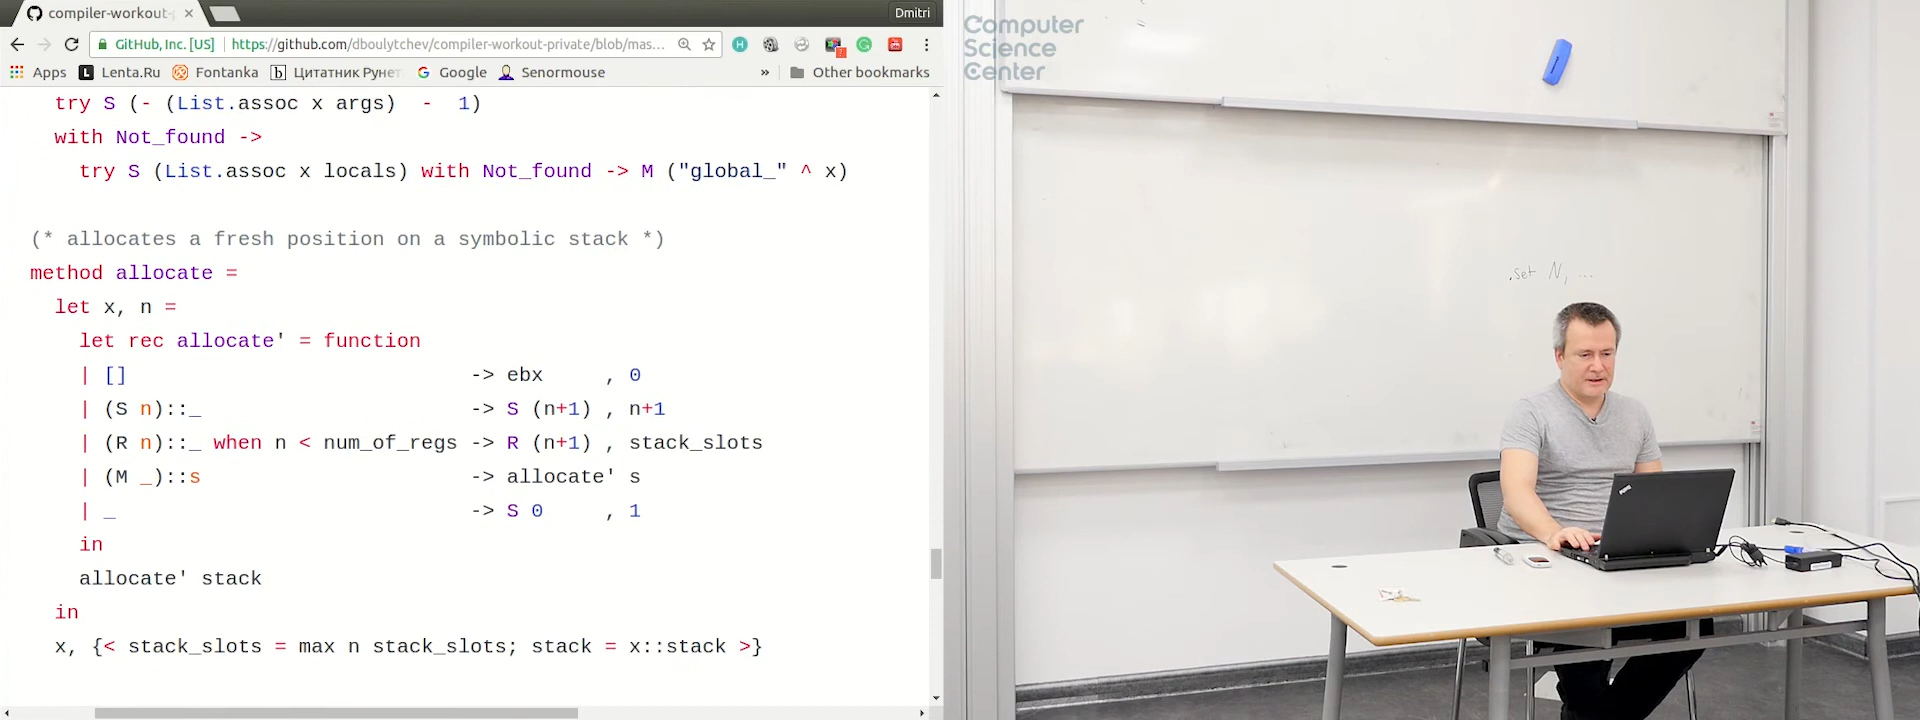 compiler-workout-p
Dmitri
GitHub, Inc. [US] https://github.com/dboulytchev/compiler-workout-private/blob/mas...
Apps Lenta.Ru Fontanka Цитатник Рунет Google Senormouse » Other bookmarks
try S (- (List.assoc x args) - 1)
with Not_found ->
try S (List.assoc x locals) with Not_found -> M ("global_" ^ x)
(* allocates a fresh position on a symbolic stack *)
method allocate =
let x, n =
let rec allocate' = function
| [] -> ebx , 0
| (S n)::_ -> S (n+1) , n+1
| (R n)::_ when n < num_of_regs -> R (n+1) , stack_slots
| (M _)::s -> allocate' s
| _ -> S 0 , 1
in
allocate' stack
in
x, {< stack_slots = max n stack_slots; stack = x::stack >}
Computer
Science
Center
.set N, ...